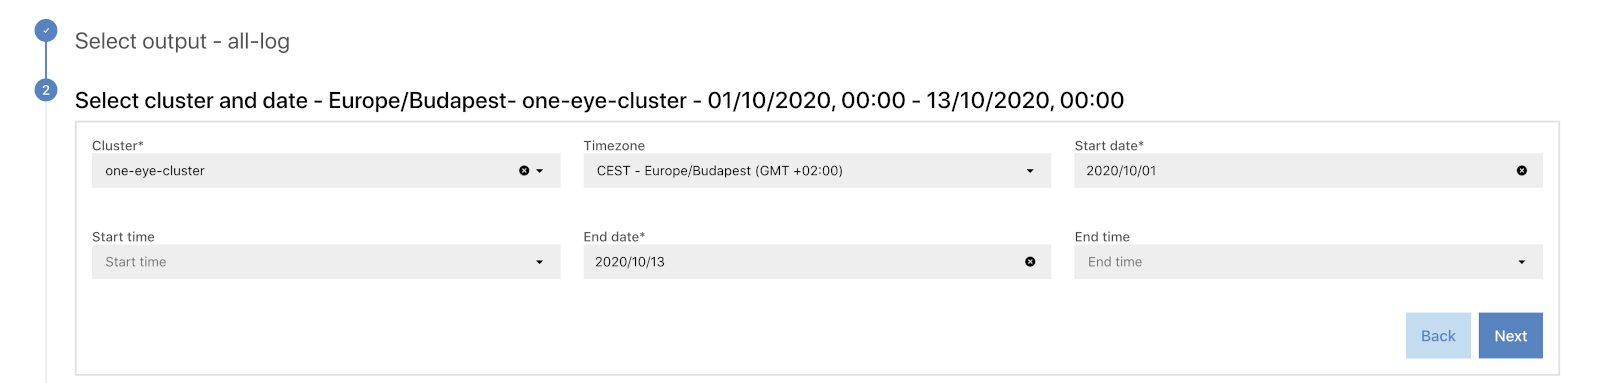 Select output - all-log
2
Select cluster and date - Europe/Budapest- one-eye-cluster - 01/10/2020, 00:00 - 13/10/2020, 00:00
Cluster*
Timezone
Start date*
one-eye-cluster
CEST - Europe/Budapest (GMT +02:00)
2020/10/01
Start time
End date*
End time
Start time
2020/10/13
End time
Back
Next